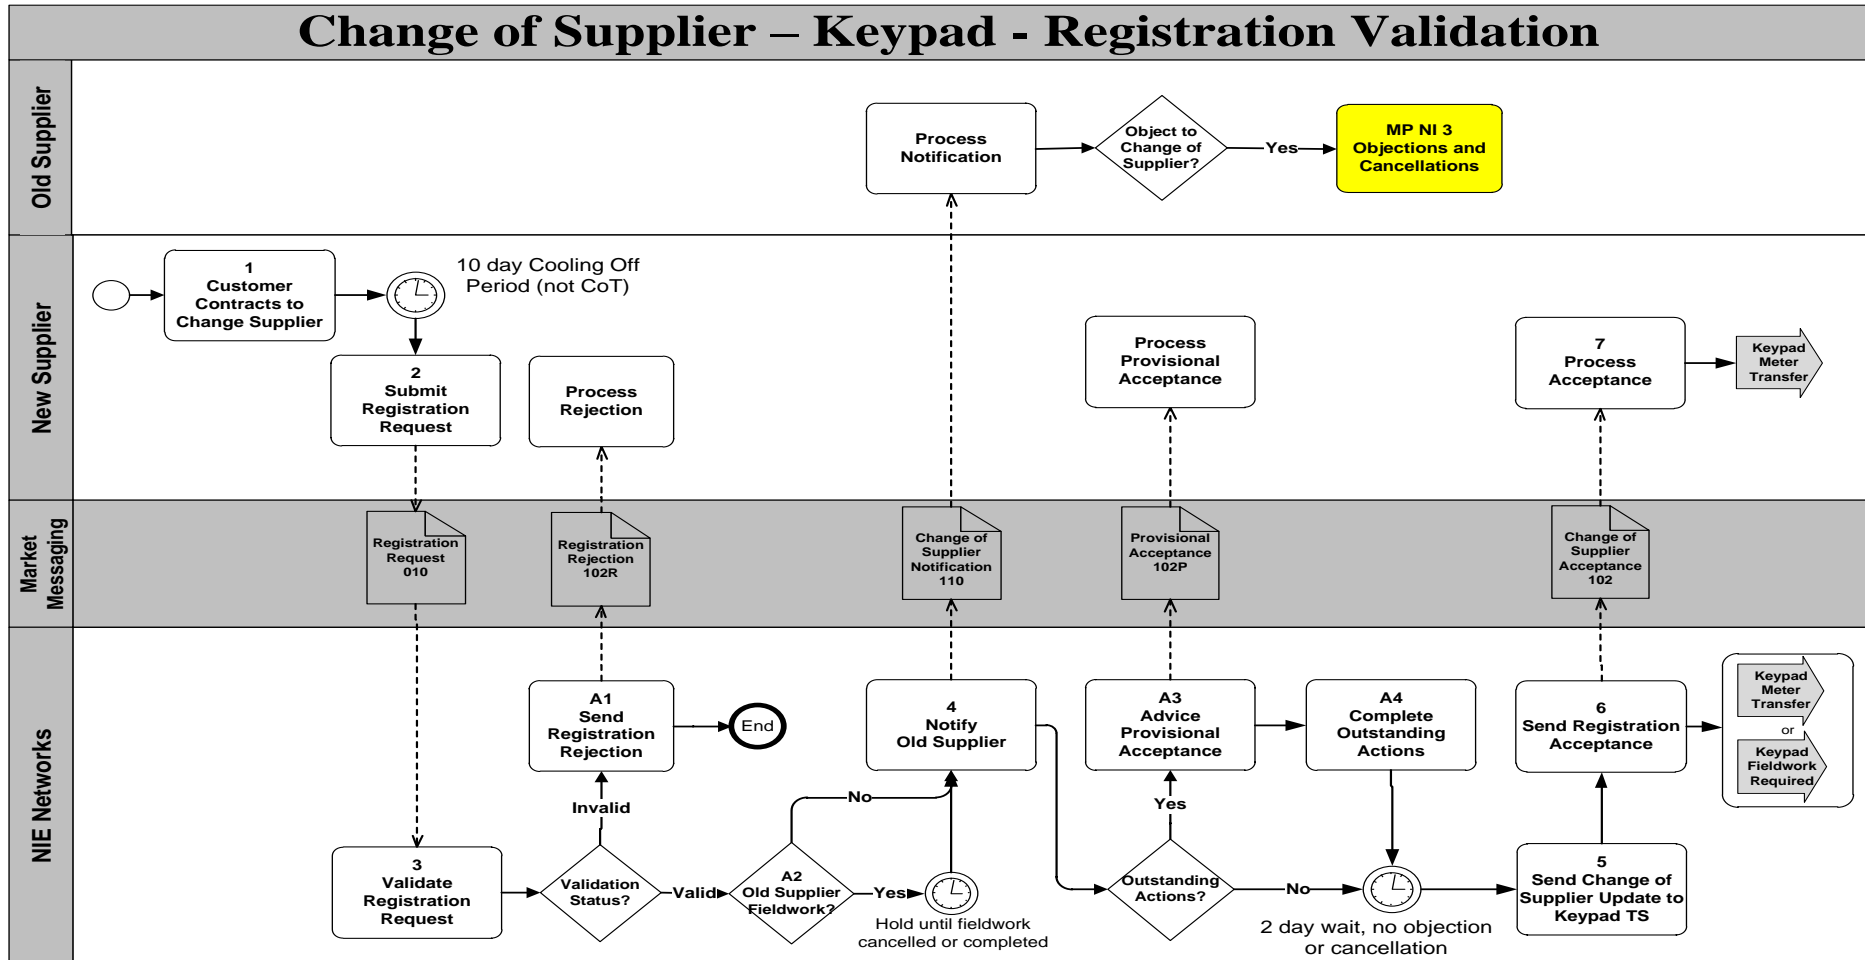 Change of Supplier – Keypad - Registration Validation
Old Supplier
Process
Notification
Object to
Change of
Supplier?
Yes
MP NI 3
Objections and
Cancellations
New Supplier
1
Customer
Contracts to
Change Supplier
10 day Cooling Off
Period (not CoT)
2
Submit
Registration
Request
Process
Rejection
Process
Provisional
Acceptance
7
Process
Acceptance
Keypad
Meter
Transfer
Market
Messaging
Registration
Request
010
Registration
Rejection
102R
Change of
Supplier
Notification
110
Provisional
Acceptance
102P
Change of
Supplier
Acceptance
102
NIE Networks
A1
Send
Registration
Rejection
End
4
Notify
Old Supplier
A3
Advice
Provisional
Acceptance
A4
Complete
Outstanding
Actions
6
Send Registration
Acceptance
Keypad
Meter
Transfer
or
Keypad
Fieldwork
Required
Invalid
No
Yes
3
Validate
Registration
Request
Validation
Status?
Valid
A2
Old Supplier
Fieldwork?
Yes
Hold until fieldwork
cancelled or completed
Outstanding
Actions?
No
2 day wait, no objection
or cancellation
5
Send Change of
Supplier Update to
Keypad TS